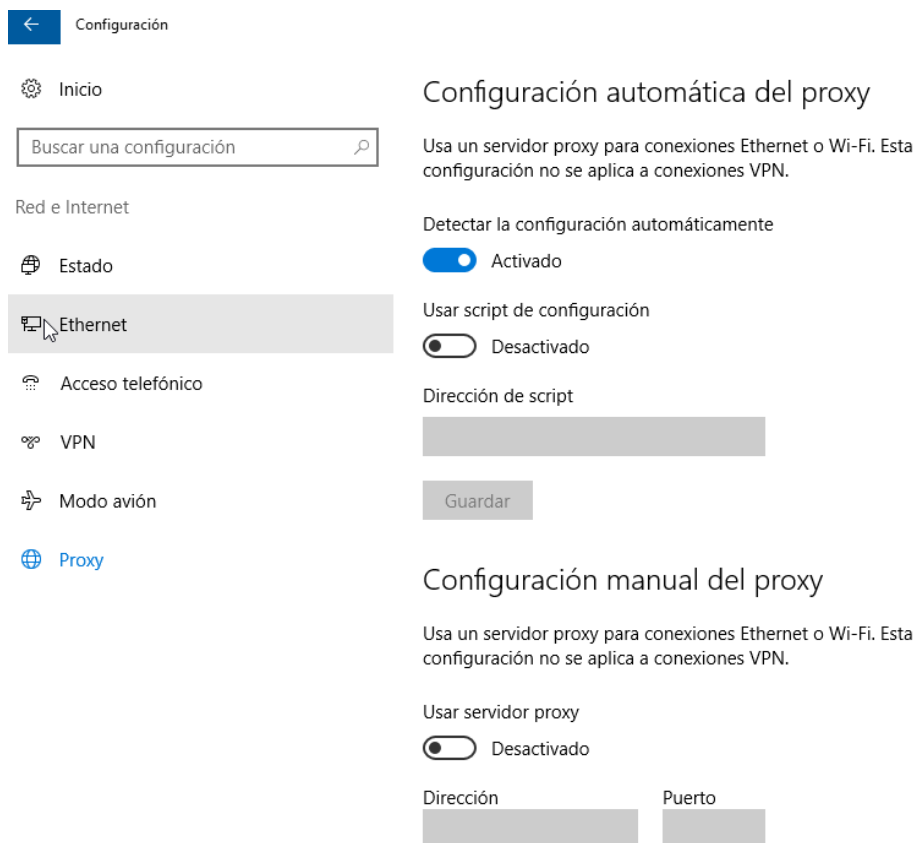 Configuración
Inicio
Buscar una configuración
Red e Internet
Estado
Ethernet
Acceso telefónico
VPN
Modo avión
Proxy
Configuración automática del proxy
Usa un servidor proxy para conexiones Ethernet o Wi-Fi. Esta
configuración no se aplica a conexiones VPN.
Detectar la configuración automáticamente
Activado
Usar script de configuración
Desactivado
Dirección de script
Guardar
Configuración manual del proxy
Usa un servidor proxy para conexiones Ethernet o Wi-Fi. Esta
configuración no se aplica a conexiones VPN.
Usar servidor proxy
Desactivado
Dirección Puerto